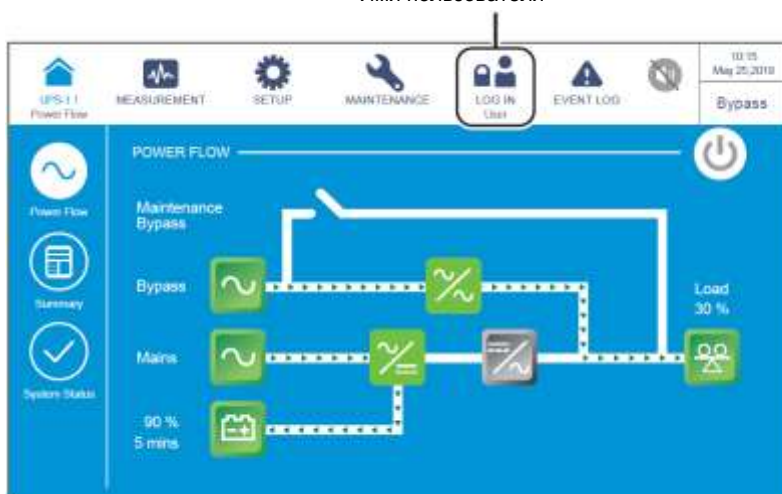 10:15
May 25,2018
UPS-1.1
Power Flow
MEASUREMENT
SETUP
MAINTENANCE
LOG IN
User
EVENT LOG
Bypass
POWER FLOW
Power Flow
Maintenance
Bypass
Bypass
Summary
Load
30 %
Mains
System Status
90 %
5 mins